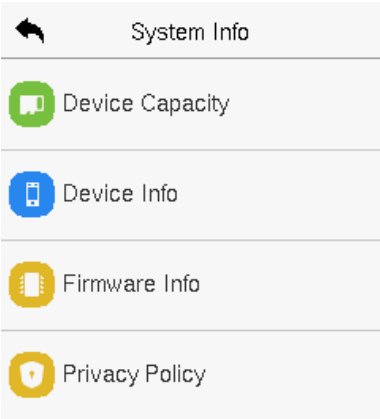 System Info
Device Capacity
Device Info
Firmware Info
Privacy Policy